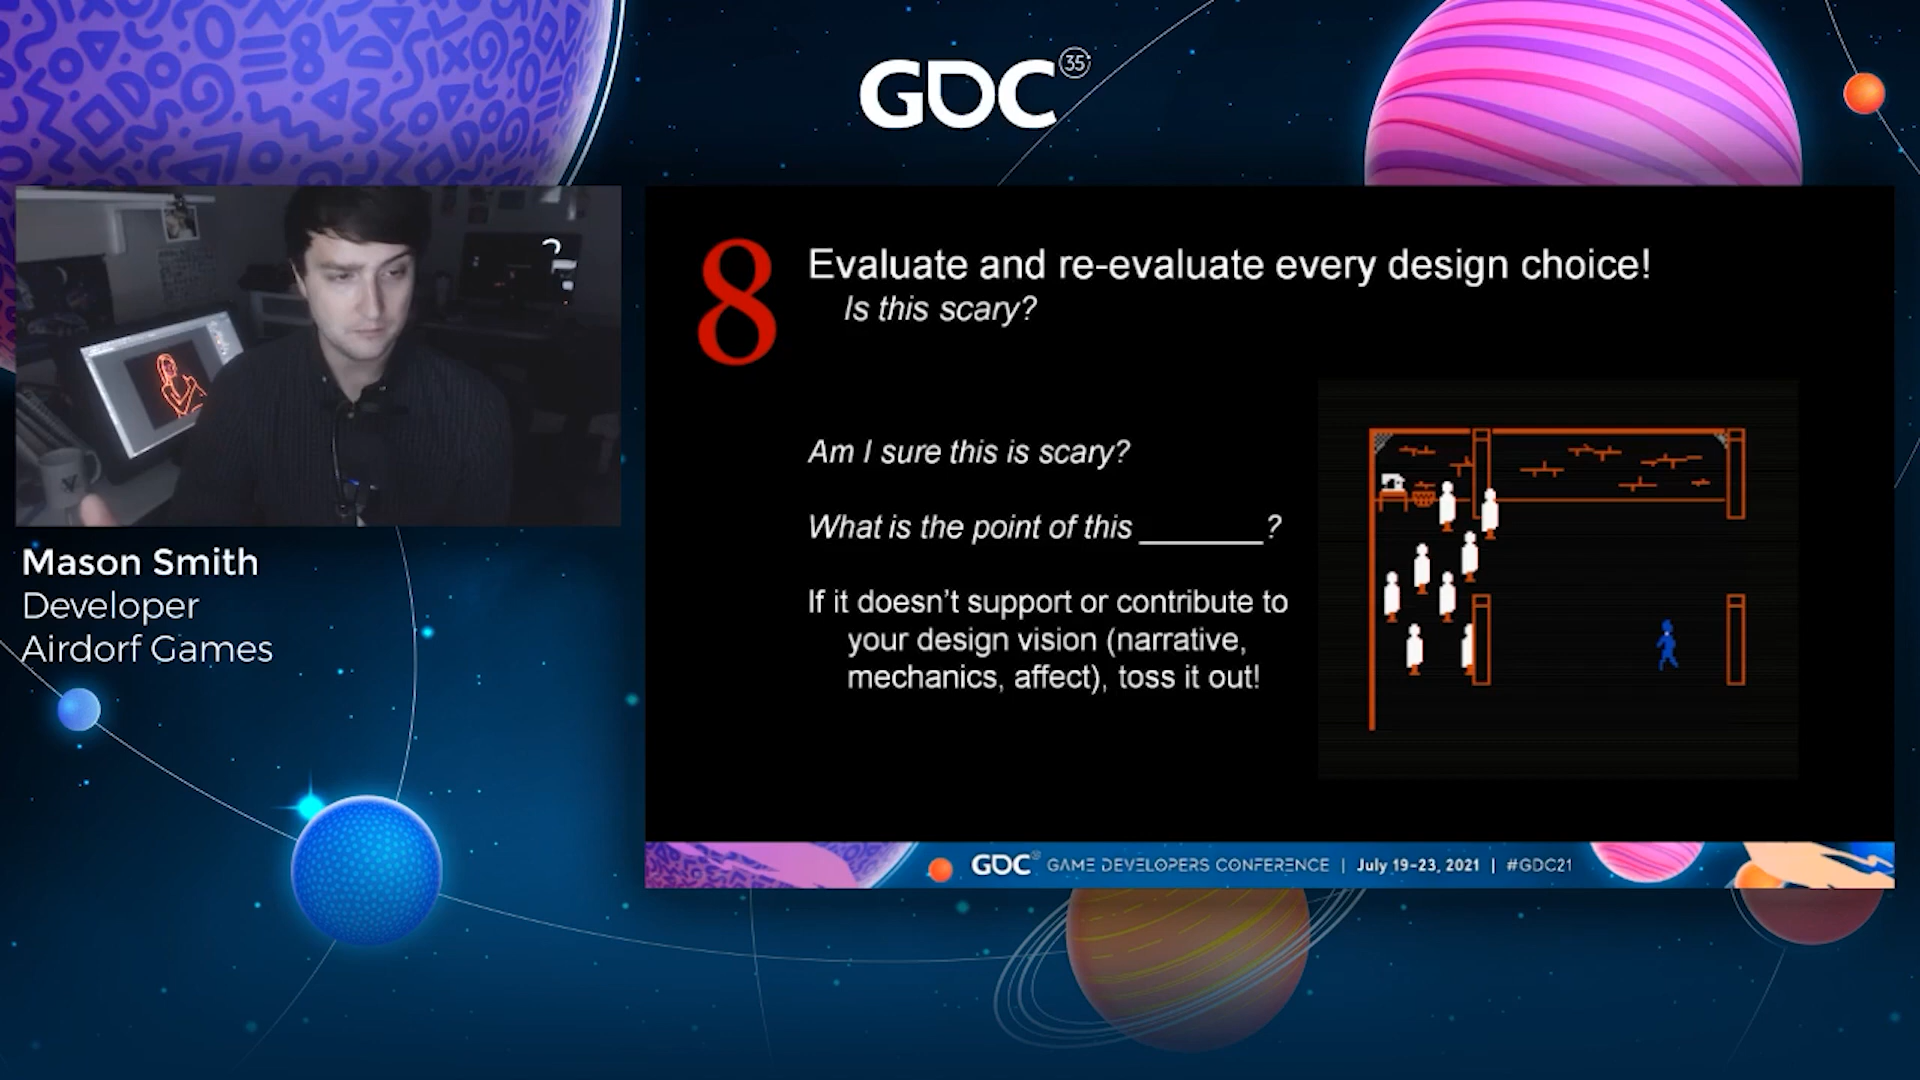 GDC 35
8 Evaluate and re-evaluate every design choice!
Is this scary?
Am I sure this is scary?
What is the point of this _______?
If it doesn't support or contribute to
your design vision (narrative,
mechanics, affect), toss it out!
Mason Smith
Developer
Airdorf Games
GDC 35 GAME DEVELOPERS CONFERENCE | July 19-23, 2021 | #GDC21